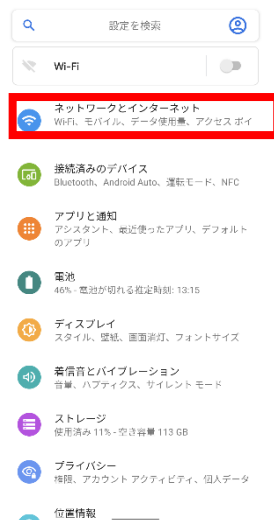 設定を検索
Wi-Fi
ネットワークとインターネット
Wi-Fi、モバイル、データ使用量、アクセス ポイ
接続済みのデバイス
Bluetooth、Android Auto、運転モード、NFC
アプリと通知
アシスタント、最近使ったアプリ、デフォルト
のアプリ
電池
46% - 電池が切れる推定時刻: 13:15
ディスプレイ
スタイル、壁紙、画面消灯、フォントサイズ
着信音とバイブレーション
音量、ハプティクス、サイレント モード
ストレージ
使用済み 11% - 空き容量 113 GB
プライバシー
権限、アカウント アクティビティ、個人データ
位置情報